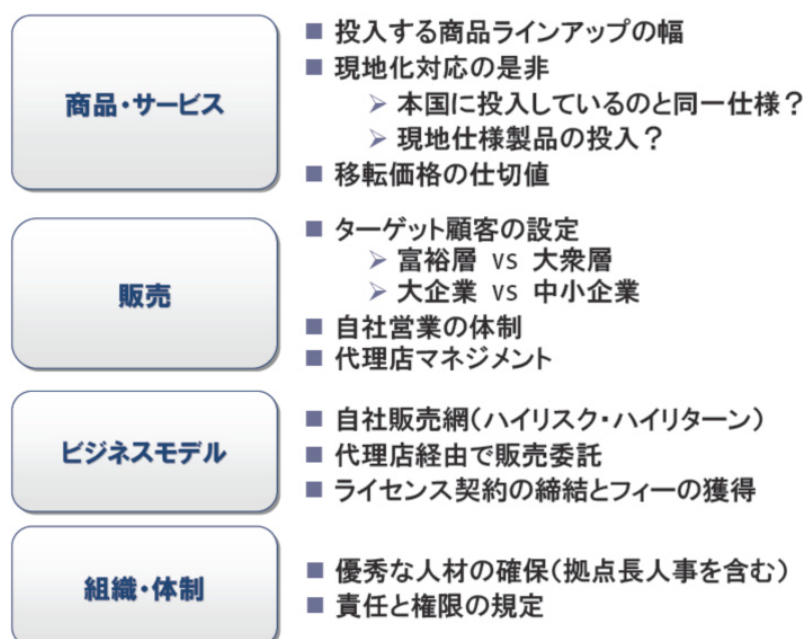 商品・サービス
■ 投入する商品ラインアップの幅
■ 現地化対応の是非
➢ 本国に投入しているのと同一仕様？
➢ 現地仕様製品の投入？
■ 移転価格の仕切値
販売
■ ターゲット顧客の設定
➢ 富裕層 vs 大衆層
➢ 大企業 vs 中小企業
■ 自社営業の体制
■ 代理店マネジメント
ビジネスモデル
■ 自社販売網（ハイリスク・ハイリターン）
■ 代理店経由で販売委託
■ ライセンス契約の締結とフィーの獲得
組織・体制
■ 優秀な人材の確保（拠点長人事を含む）
■ 責任と権限の規定